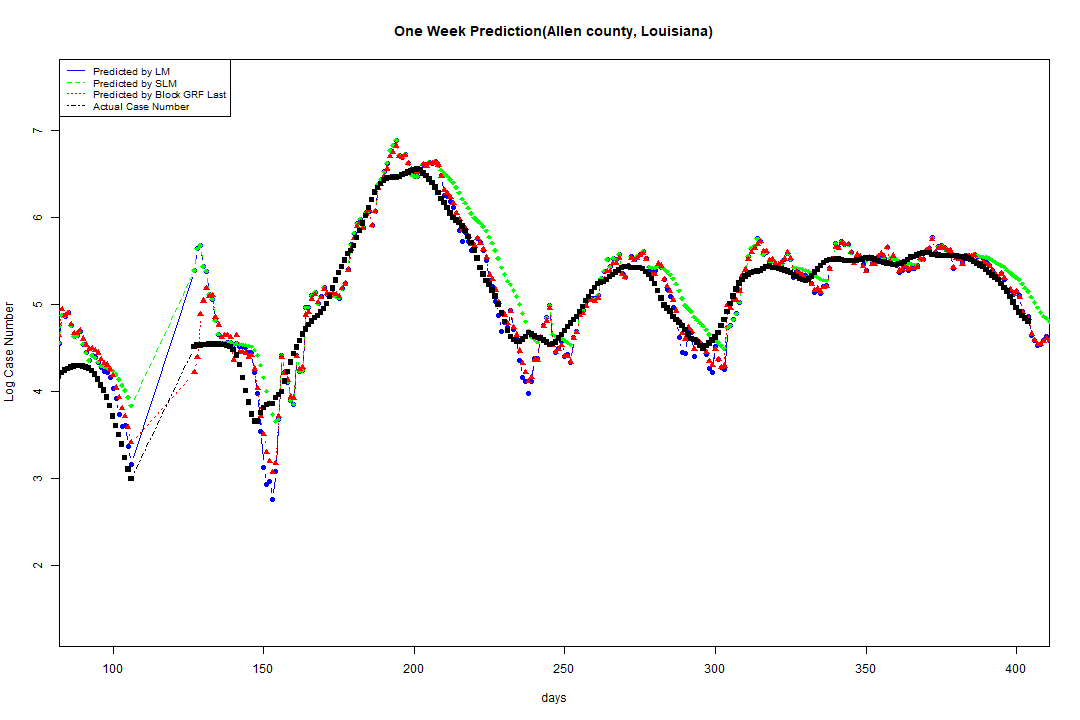 One Week Prediction(Allen county, Louisiana)
Predicted by LM
Predicted by SLM
Predicted by Block GRF Last
Actual Case Number
7
6
5
4
3
2
Log Case Number
100 150 200 250 300 350 400
days